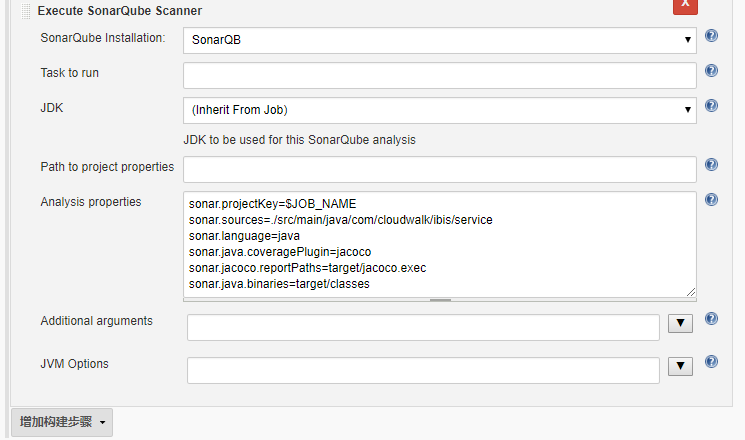 Execute SonarQube Scanner
X
SonarQube Installation:
SonarQB
Task to run
JDK
(Inherit From Job)
JDK to be used for this SonarQube analysis
Path to project properties
Analysis properties
sonar.projectKey=$JOB_NAME
sonar.sources=./src/main/java/com/cloudwalk/ibis/service
sonar.language=java
sonar.java.coveragePlugin=jacoco
sonar.jacoco.reportPaths=target/jacoco.exec
sonar.java.binaries=target/classes
Additional arguments
JVM Options
增加构建步骤